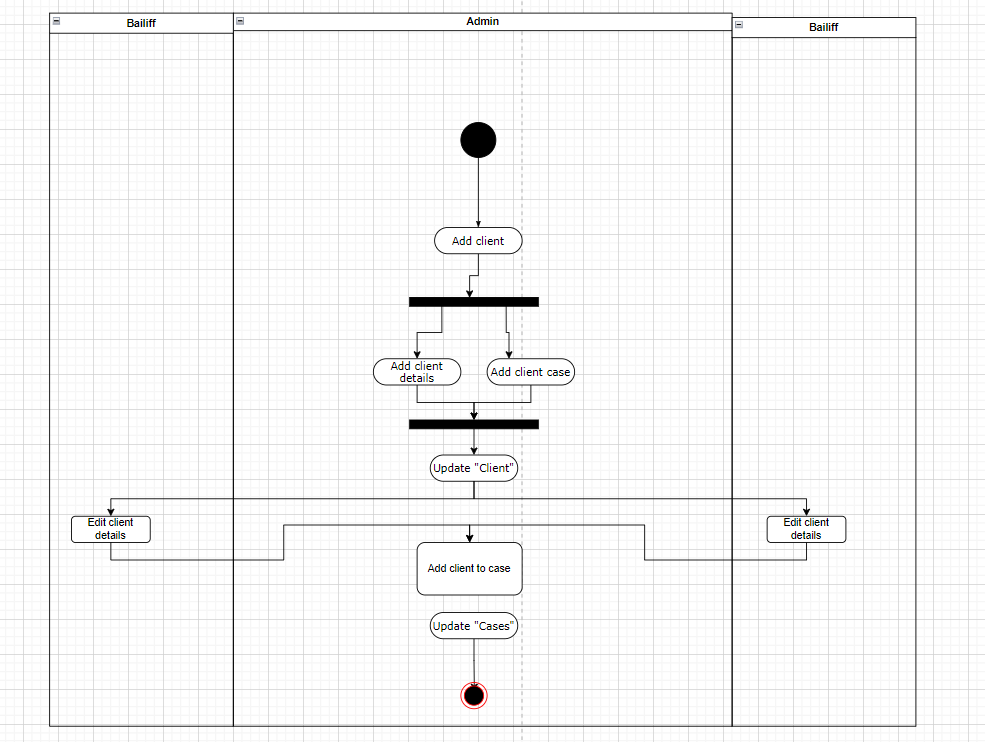 Bailiff
Admin
Bailiff
Add client
Add client
details
Add client case
Update "Client"
Edit client
details
Edit client
details
Add client to case
Update "Cases"